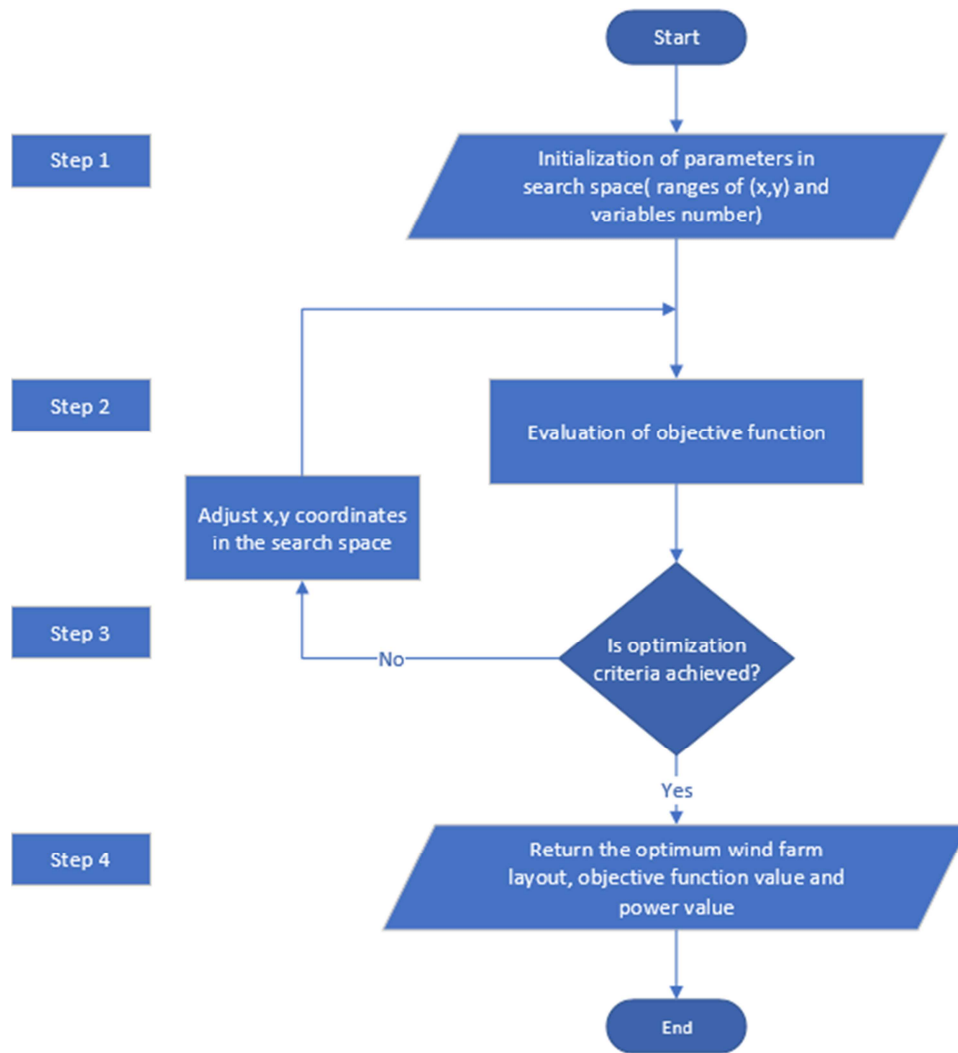 Start
Step 1
Initialization of parameters in
search space( ranges of (x,y) and
variables number)
Step 2
Evaluation of objective function
Adjust x,y coordinates
in the search space
Step 3
Is optimization
criteria achieved?
No
Yes
Step 4
Return the optimum wind farm
layout, objective function value and
power value
End